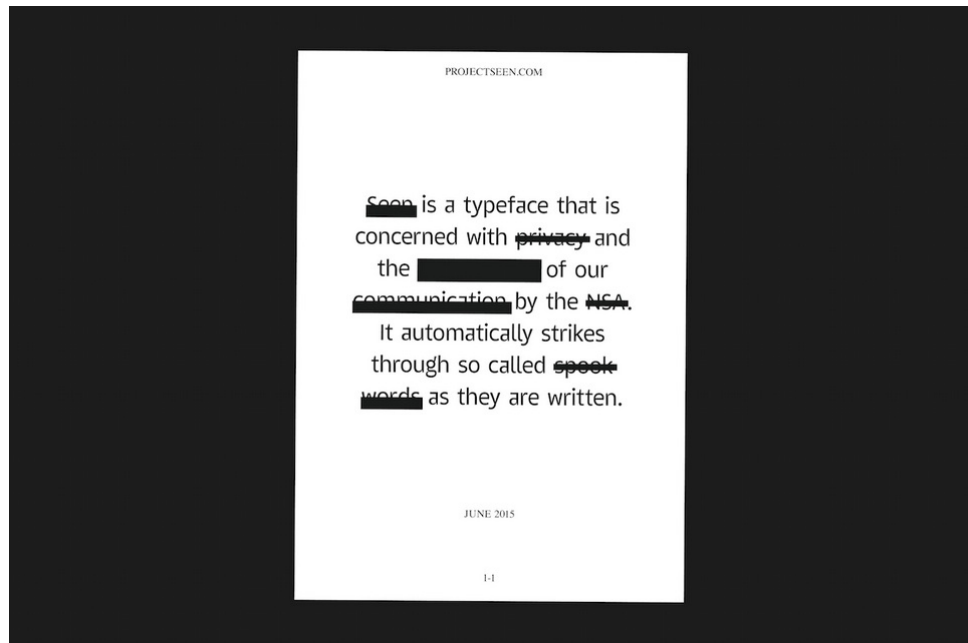 PROJECTSEEN.COM
Seen is a typeface that is
concerned with privacy and
the of our
communication by the NSA.
It automatically strikes
through so called spook
words as they are written.
JUNE 2015
1-1